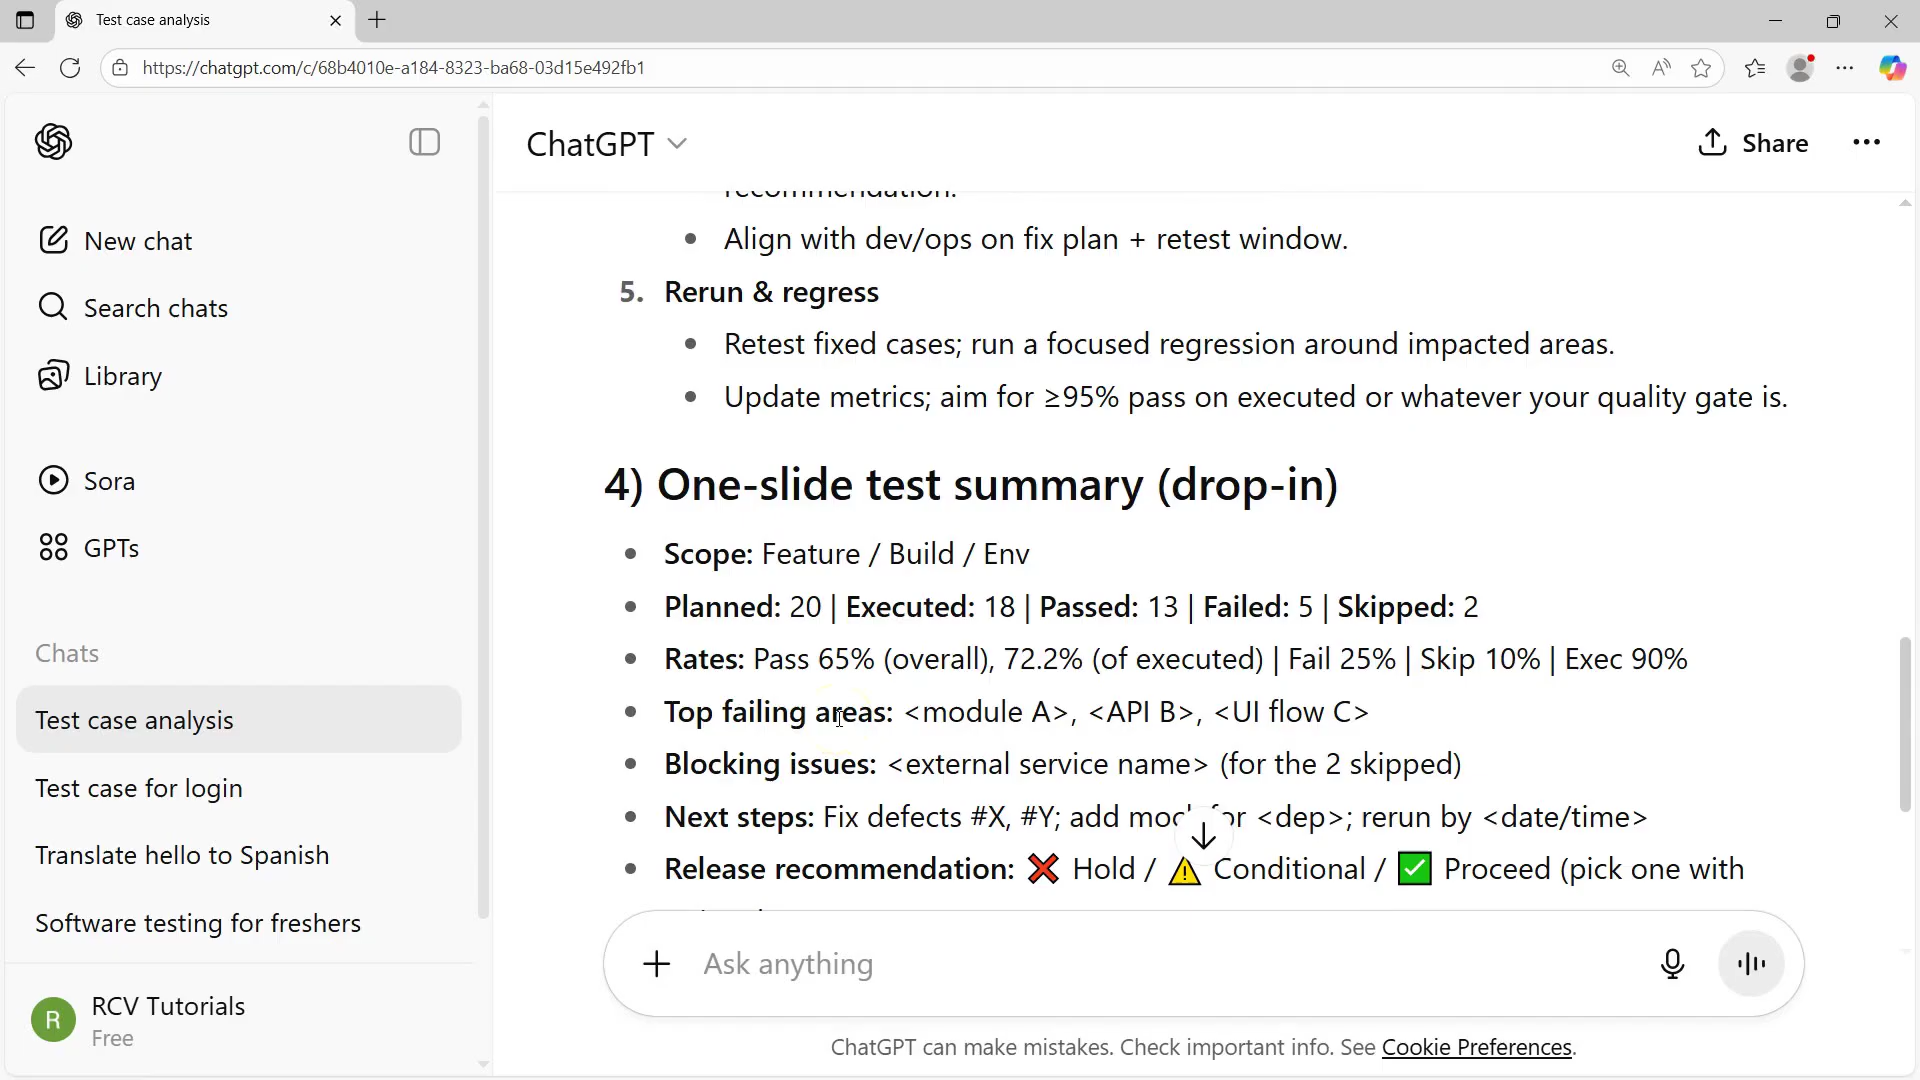 Test case analysis
https://chatgpt.com/c/68b4010e-a184-8323-ba68-03d15e492fb1
ChatGPT
Share
New chat
Search chats
Library
Sora
GPTs
Chats
Test case analysis
Test case for login
Translate hello to Spanish
Software testing for freshers
R
RCV Tutorials
Free
recommendation.
• Align with dev/ops on fix plan + retest window.
5. Rerun & regress
• Retest fixed cases; run a focused regression around impacted areas.
• Update metrics; aim for ≥95% pass on executed or whatever your quality gate is.
4) One-slide test summary (drop-in)
• Scope: Feature / Build / Env
• Planned: 20 | Executed: 18 | Passed: 13 | Failed: 5 | Skipped: 2
• Rates: Pass 65% (overall), 72.2% (of executed) | Fail 25% | Skip 10% | Exec 90%
• Top failing areas: <module A>, <API B>, <UI flow C>
• Blocking issues: <external service name> (for the 2 skipped)
• Next steps: Fix defects #X, #Y; add mock for <dep>; rerun by <date/time>
• Release recommendation: ❌ Hold / ⚠️ Conditional / ✅ Proceed (pick one with
Ask anything
ChatGPT can make mistakes. Check important info. See Cookie Preferences.